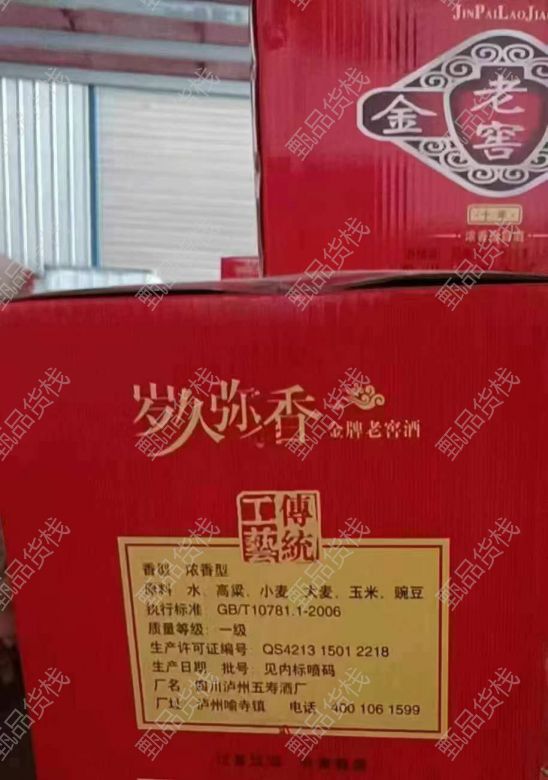 JINPAILAOJIA
金
老窖
十年
浓香型白酒
岁久弥香
金牌老窖酒
傳統工藝
香型 浓香型
原料 水、高粱、小麦、大麦、玉米、豌豆
执行标准 GB/T10781.1-2006
质量等级: 一级
生产许可证编号: QS4213 1501 2218
生产日期 批号: 见内标喷码
厂名 四川泸州五寿酒厂
厂址 泸州喻寺镇 电话 400 106 1599
甄品货栈